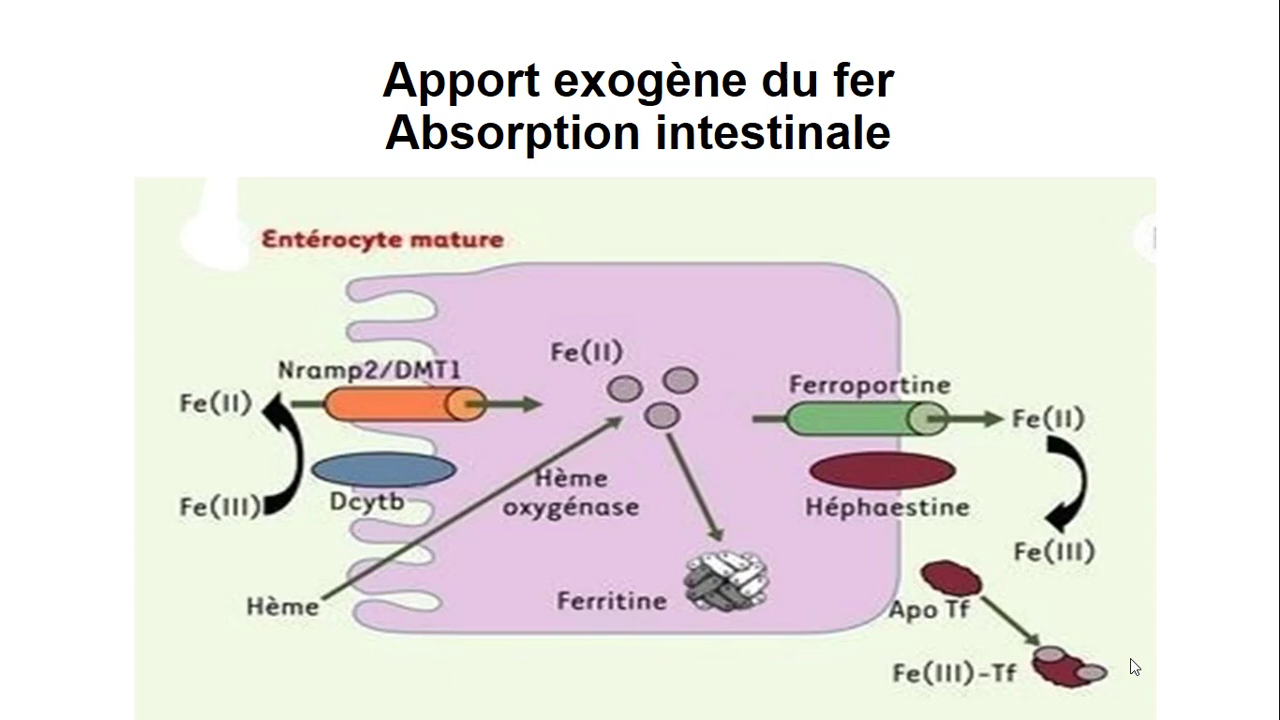 Apport exogène du fer
Absorption intestinale
Entérocyte mature
Nramp2/DMT1
Fe(II)
Fe(II)
Ferroportine
Fe(II)
Fe(III)
Dcytb
Hème
oxygénase
Héphaestine
Fe(III)
Hème
Ferritine
Apo Tf
Fe(III)-Tf